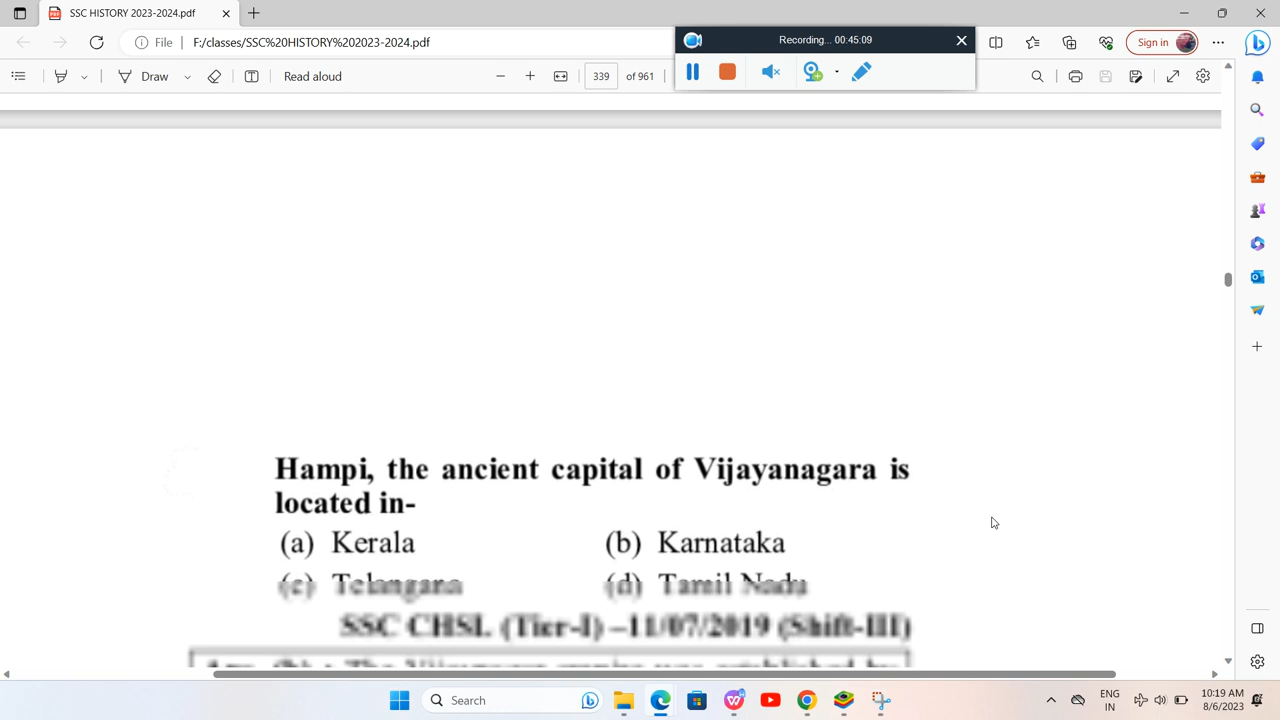 SSC HISTORY 2023-2024.pdf
File
F:/classes/SSC%20HISTORY%202023-2024.pdf
Recording... 00:45:09
Sign in
Draw
Read aloud
339 of 961
Hampi, the ancient capital of Vijayanagara is
located in-
(a) Kerala (b) Karnataka
(c) Telangana (d) Tamil Nadu
SSC CHSL (Tier-I) –11/07/2019 (Shift-III)
Search
ENG
IN
10:19 AM
8/6/2023